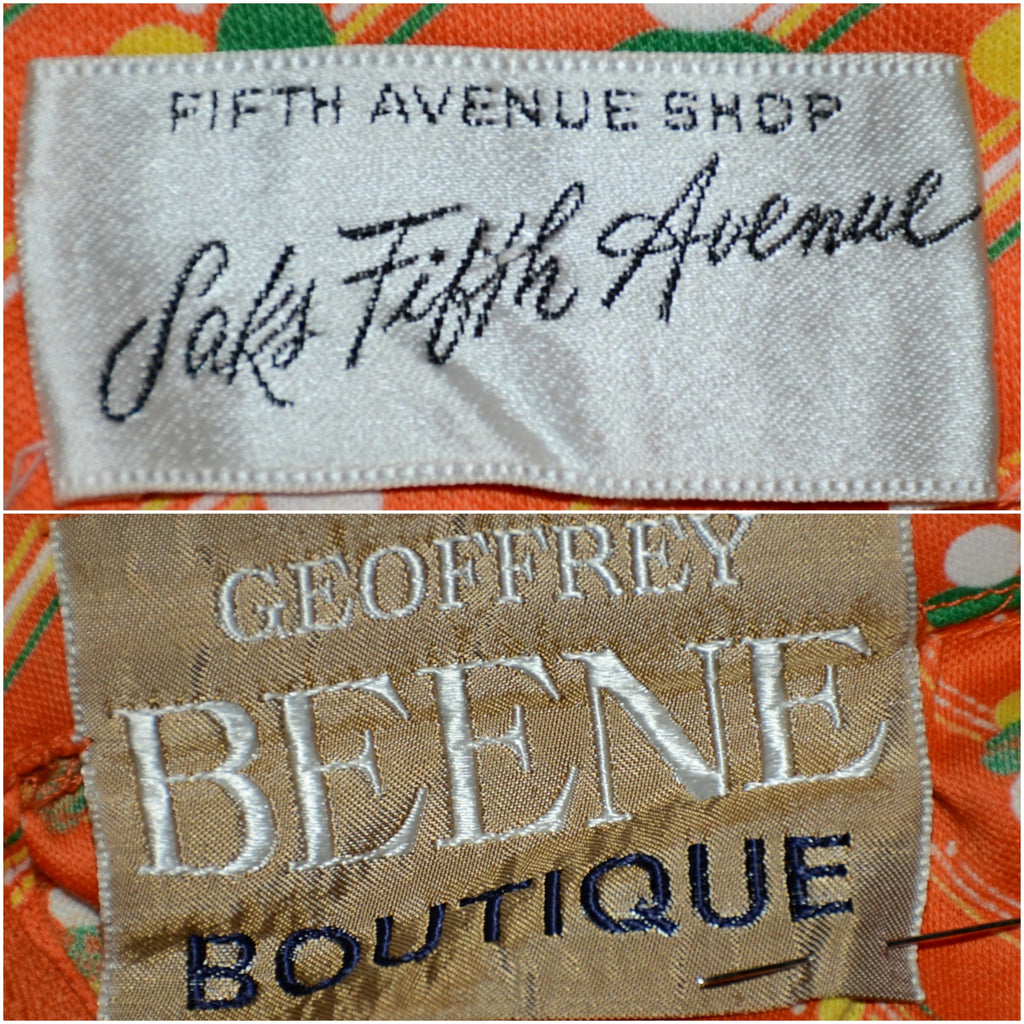 FIFTH AVENUE SHOP
Saks Fifth Avenue
GEOFFREY
BEENE
BOUTIQUE